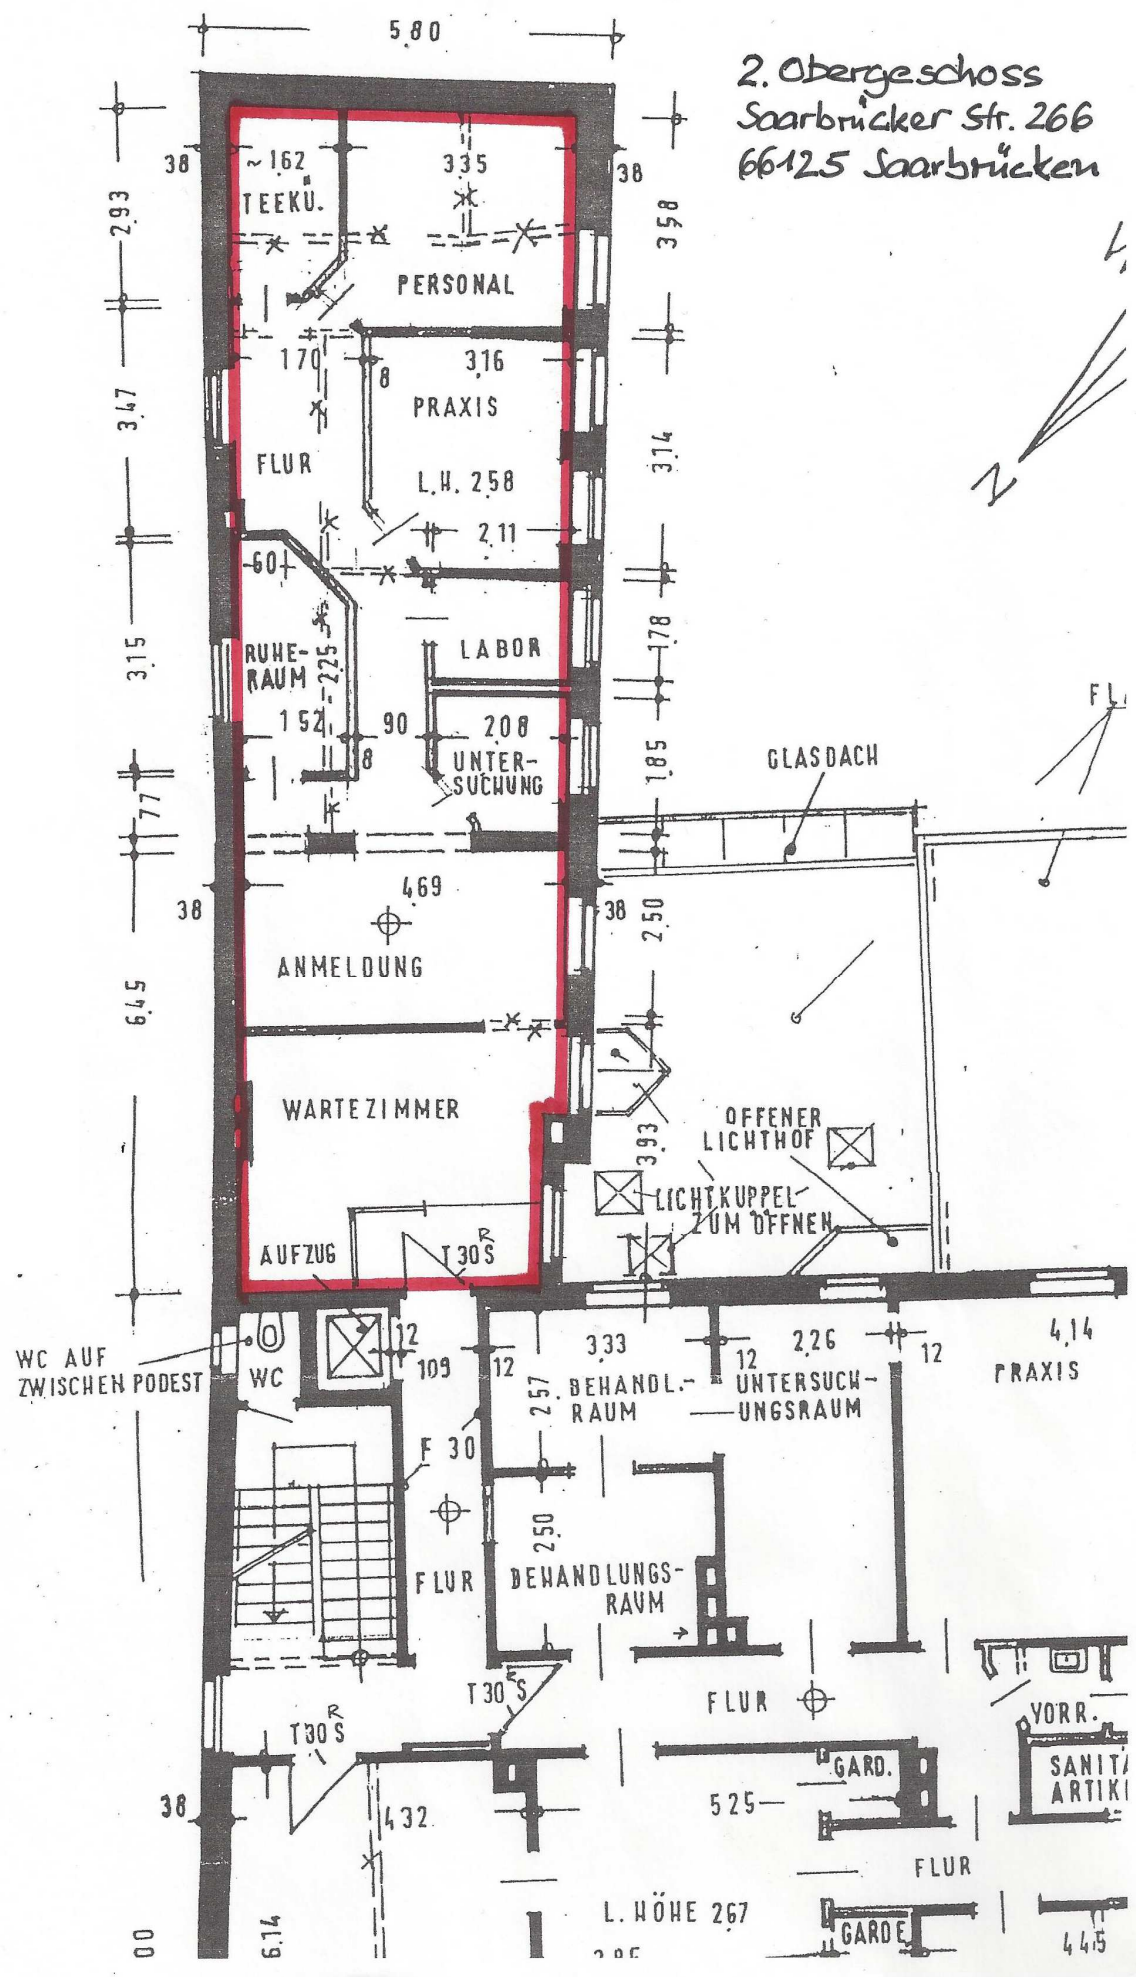 5,80
2. Obergeschoss
Saarbrücker Str. 266
66125 Saarbrücken
38
~1,62
3,35
38
TEEKÜ.
2,93
3,58
PERSONAL
1,70
8
3,16
PRAXIS
3,47
FLUR
L.H. 2,58
3,14
N
2,11
60
RUHE-
RAUM
2,25
LABOR
1,78
3,15
1,52
90
2,08
8
UNTER-
SUCHUNG
1,85
77
GLASDACH
4,69
38
38
2,50
ANMELDUNG
6,45
WARTEZIMMER
OFFENER
LICHTHOF
3,93
LICHTKUPPEL
ZUM ÖFFNEN
AUFZUG
T30S
R
WC AUF
ZWISCHEN PODEST
WC
12
109
12
3,33
12
2,26
12
4,14
PRAXIS
2,57
BEHANDL.-
RAUM
UNTERSUCH-
UNGSRAUM
F 30
2,50
FLUR
BEHANDLUNGS-
RAUM
T30S
R
FLUR
T30S
R
VORR.
GARD.
38
4,32
5,25
FLUR
L. HÖHE 2,67
GARDE
6,14
00
4,45